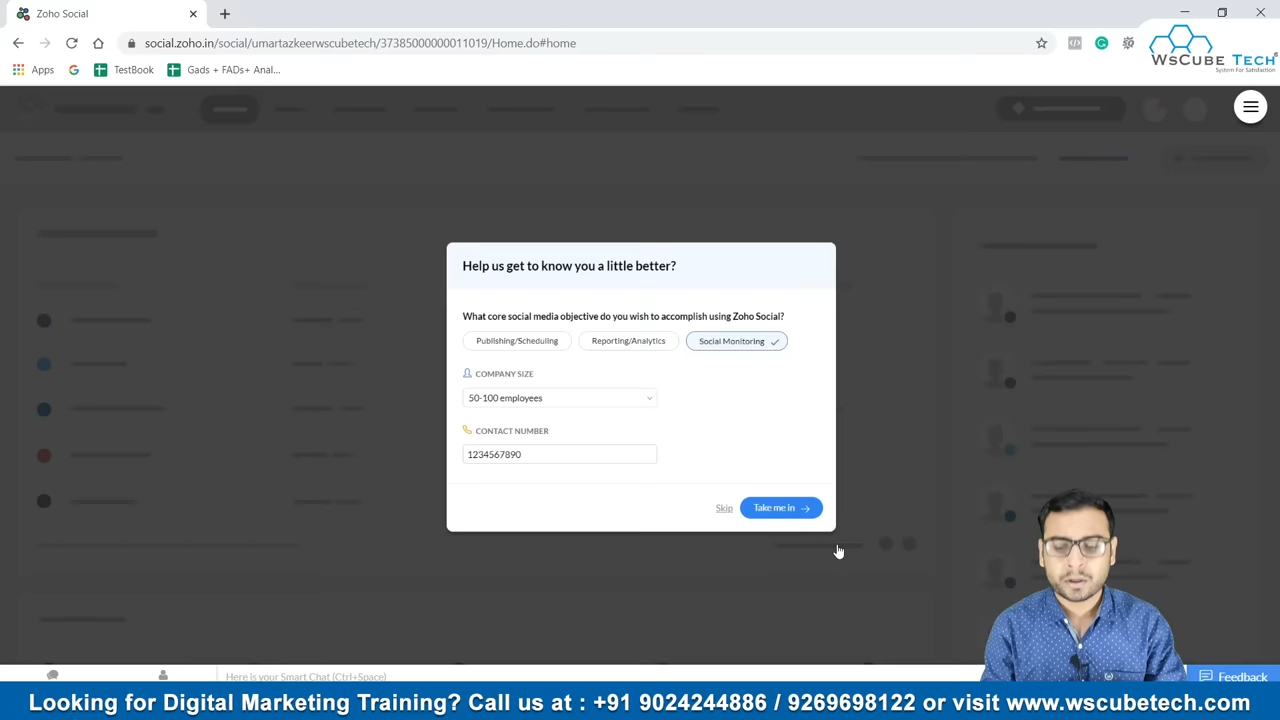 Zoho Social
social.zoho.in/social/umartazkeerwscubetech/37385000000011019/Home.do#home
Apps
TestBook
Gads + FADs+ Anal...
WsCube Tech
System For Satisfaction
Help us get to know you a little better?
What core social media objective do you wish to accomplish using Zoho Social?
Publishing/Scheduling Reporting/Analytics Social Monitoring
COMPANY SIZE
50-100 employees
CONTACT NUMBER
1234567890
Skip Take me in
Here is your Smart Chat (Ctrl+Space)
Feedback
Looking for Digital Marketing Training? Call us at : +91 9024244886 / 9269698122 or visit www.wscubetech.com